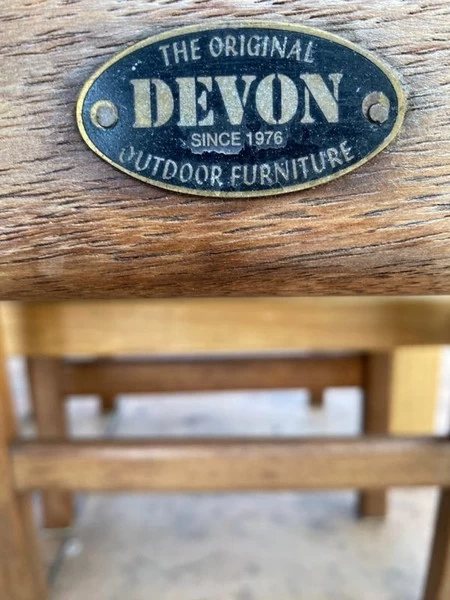 THE ORIGINAL
DEVON
SINCE 1976
OUTDOOR FURNITURE